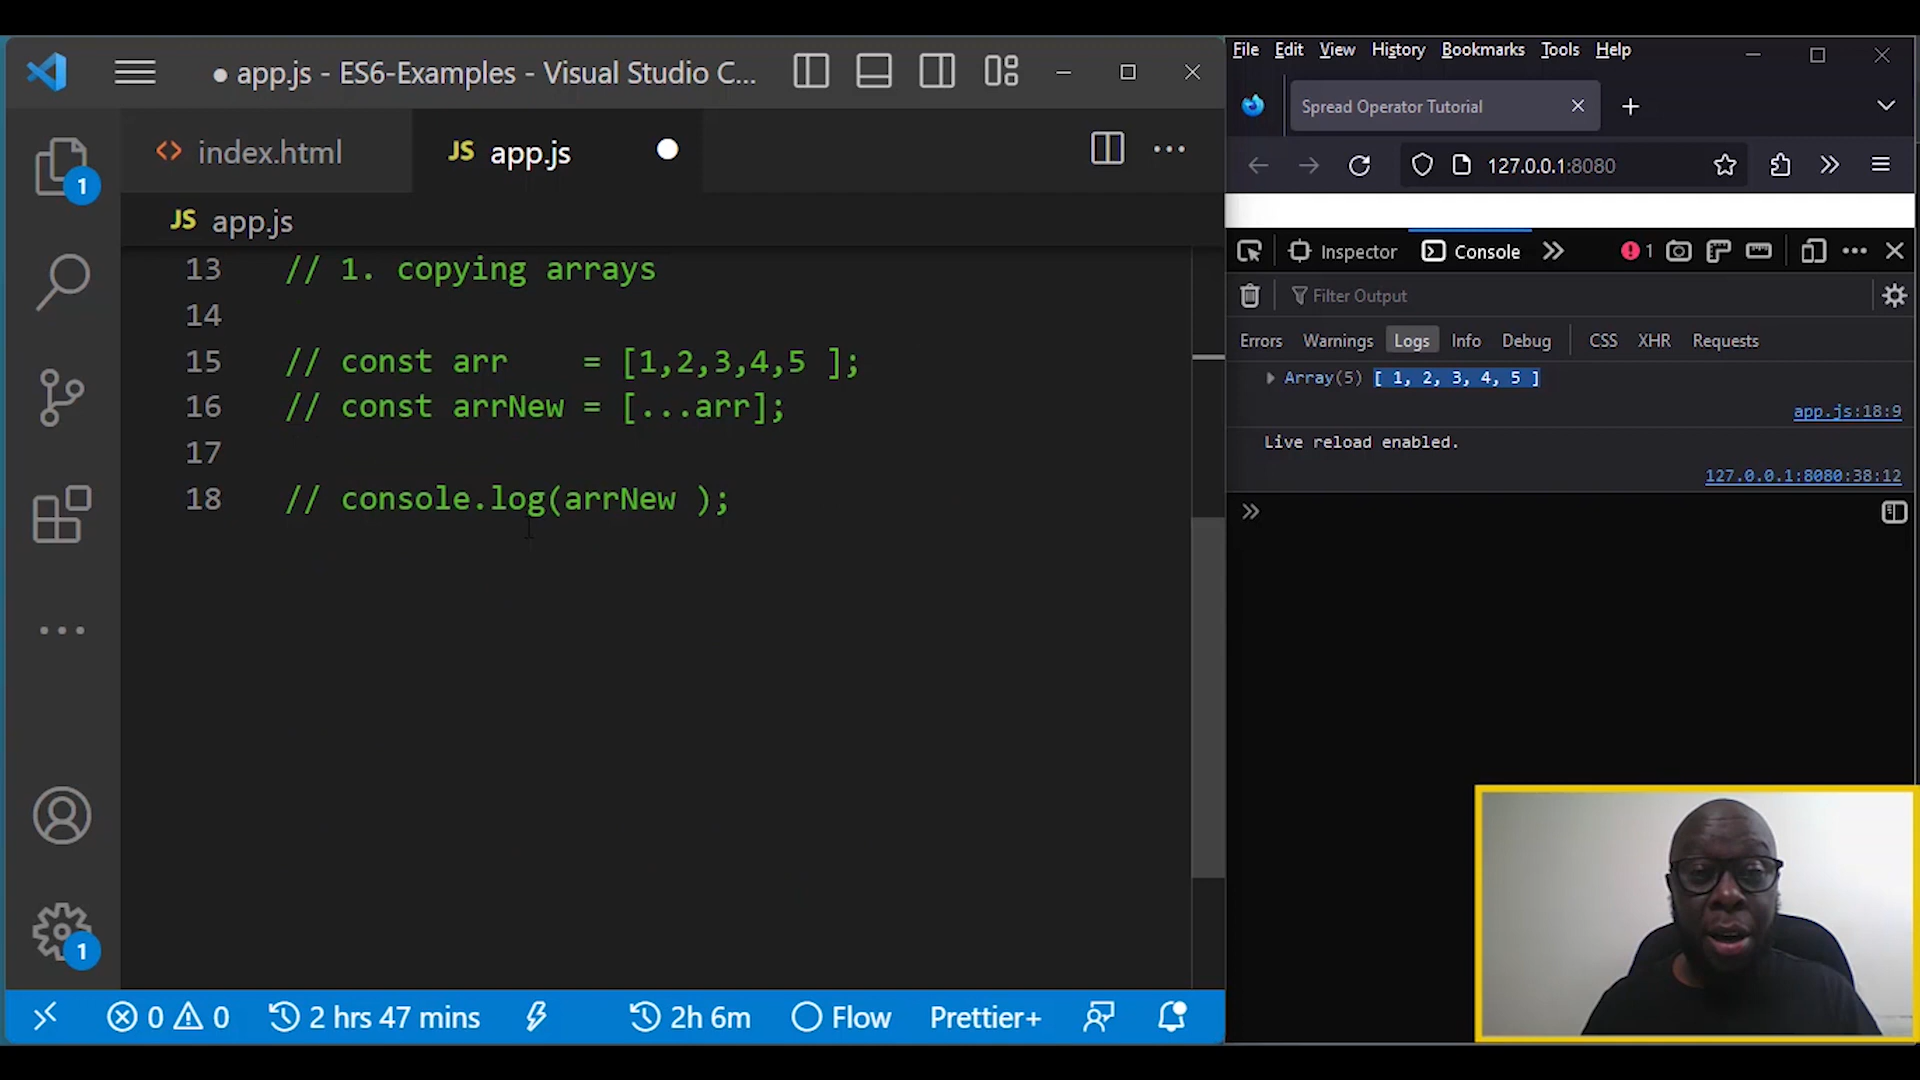 app.js - ES6-Examples - Visual Studio C...
index.html
JS app.js
JS app.js
13 // 1. copying arrays
14
15 // const arr    = [1,2,3,4,5 ];
16 // const arrNew = [...arr];
17
18 // console.log(arrNew );
1
1
0 0 2 hrs 47 mins 2h 6m Flow Prettier+
File Edit View History Bookmarks Tools Help
Spread Operator Tutorial
127.0.0.1:8080
Inspector Console 1
Filter Output
Errors Warnings Logs Info Debug CSS XHR Requests
Array(5) [ 1, 2, 3, 4, 5 ]
app.js:18:9
Live reload enabled.
127.0.0.1:8080:38:12